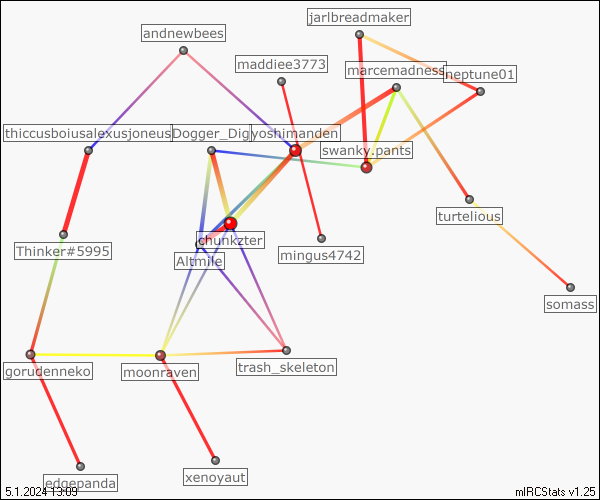 jarlbreadmaker
andnewbees
maddiee3773
marcemadness
neptune01
thiccusboiusalexusjoneus
Dogger_Dig
yoshimanden
swanky.pants
turtelious
chunkzter
Thinker#5995
mingus4742
Altmile
somass
gorudenneko
moonraven
trash_skeleton
xenoyaut
edgepanda
5.1.2024 13:09
mIRCStats v1.25